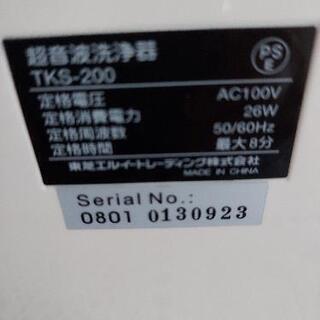 超音波洗浄器
TKS-200
定格電圧 AC100V
定格消費電力 26W
定格周波数 50/60Hz
定格時間 最大8分
東芝エルイートレーディング株式会社
MADE IN CHINA
PS
E
Serial No.:
0801 0130923